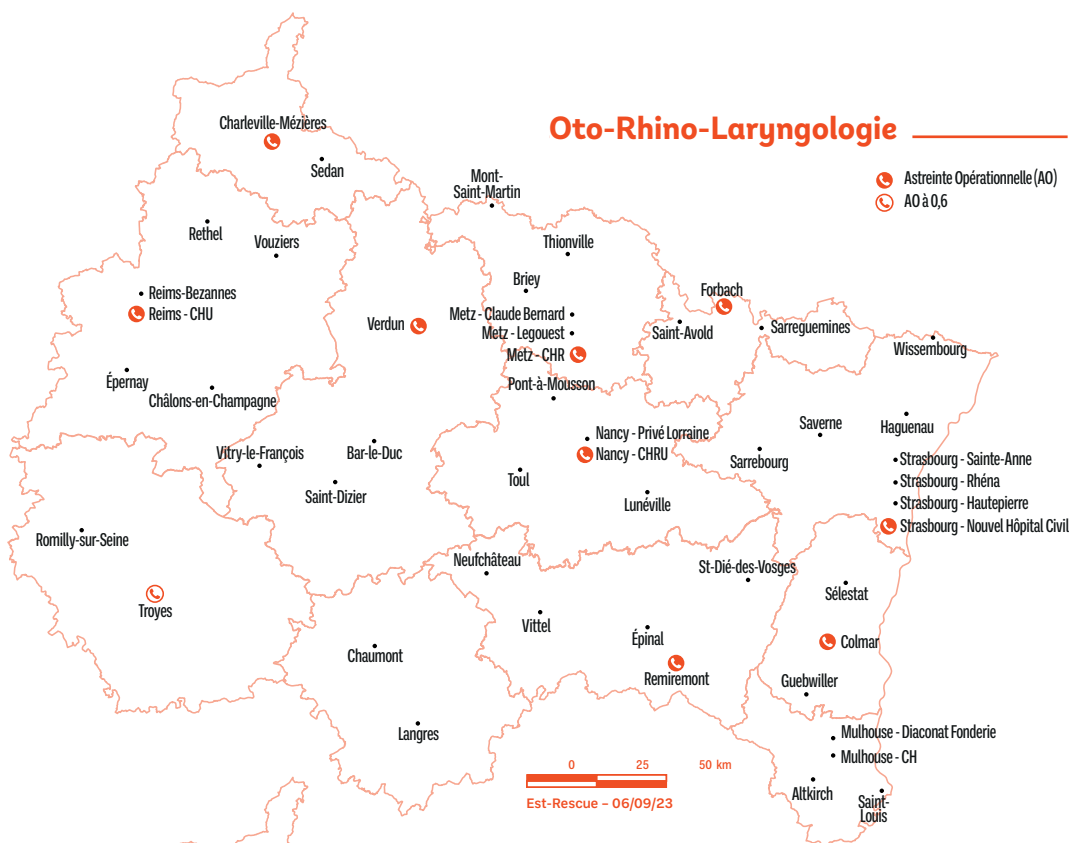 Oto-Rhino-Laryngologie
Astreinte Opérationnelle (AO)
AO à 0,6
Charleville-Mézières
Sedan
Mont-
Saint-Martin
Rethel
Vouziers
Thionville
Briey
Forbach
Reims-Bezannes
Reims - CHU
Verdun
Metz - Claude Bernard
Metz - Legouest
Metz - CHR
Saint-Avold
Sarreguemines
Wissembourg
Épernay
Châlons-en-Champagne
Pont-à-Mousson
Vitry-le-François
Bar-le-Duc
Saint-Dizier
Nancy - Privé Lorraine
Nancy - CHRU
Toul
Lunéville
Sarrebourg
Saverne
Haguenau
Strasbourg - Sainte-Anne
Strasbourg - Rhéna
Strasbourg - Hautepierre
Strasbourg - Nouvel Hôpital Civil
Romilly-sur-Seine
Troyes
Neufchâteau
St-Dié-des-Vosges
Sélestat
Vittel
Épinal
Remiremont
Colmar
Guebwiller
Chaumont
Langres
Mulhouse - Diaconat Fonderie
Mulhouse - CH
Altkirch
Saint-
Louis
0 25 50 km
Est-Rescue – 06/09/23